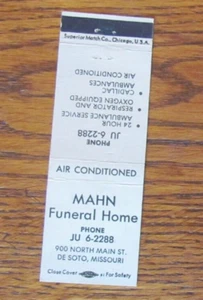 Superior Match Co., Chicago, U.S.A.
AIR CONDITIONED
AMBULANCES
• CADILLAC
OXYGEN EQUIPPED
• RESPIRATOR AND
AMBULANCE SERVICE
• 24 HOUR
JU 6-2288
PHONE
AIR CONDITIONED
MAHN
Funeral Home
PHONE
JU 6-2288
900 NORTH MAIN ST.
DE SOTO, MISSOURI
Close Cover For Safety